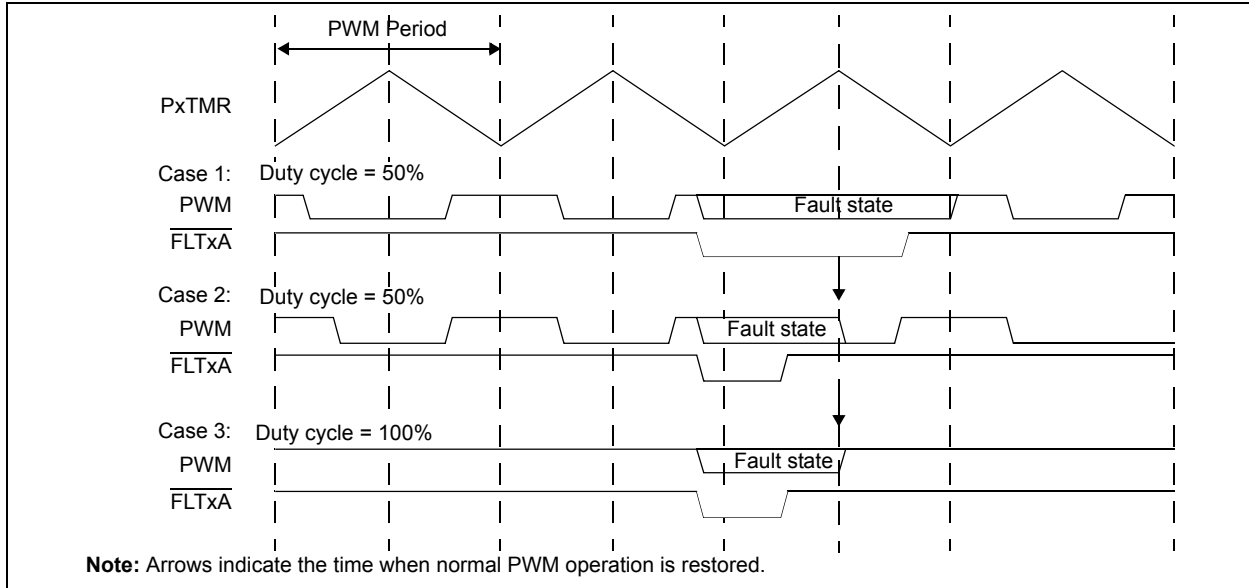 PWM Period
PxTMR
Case 1: Duty cycle = 50%
PWM Fault state
FLTxA
Case 2: Duty cycle = 50%
PWM Fault state
FLTxA
Case 3: Duty cycle = 100%
PWM Fault state
FLTxA
Note: Arrows indicate the time when normal PWM operation is restored.